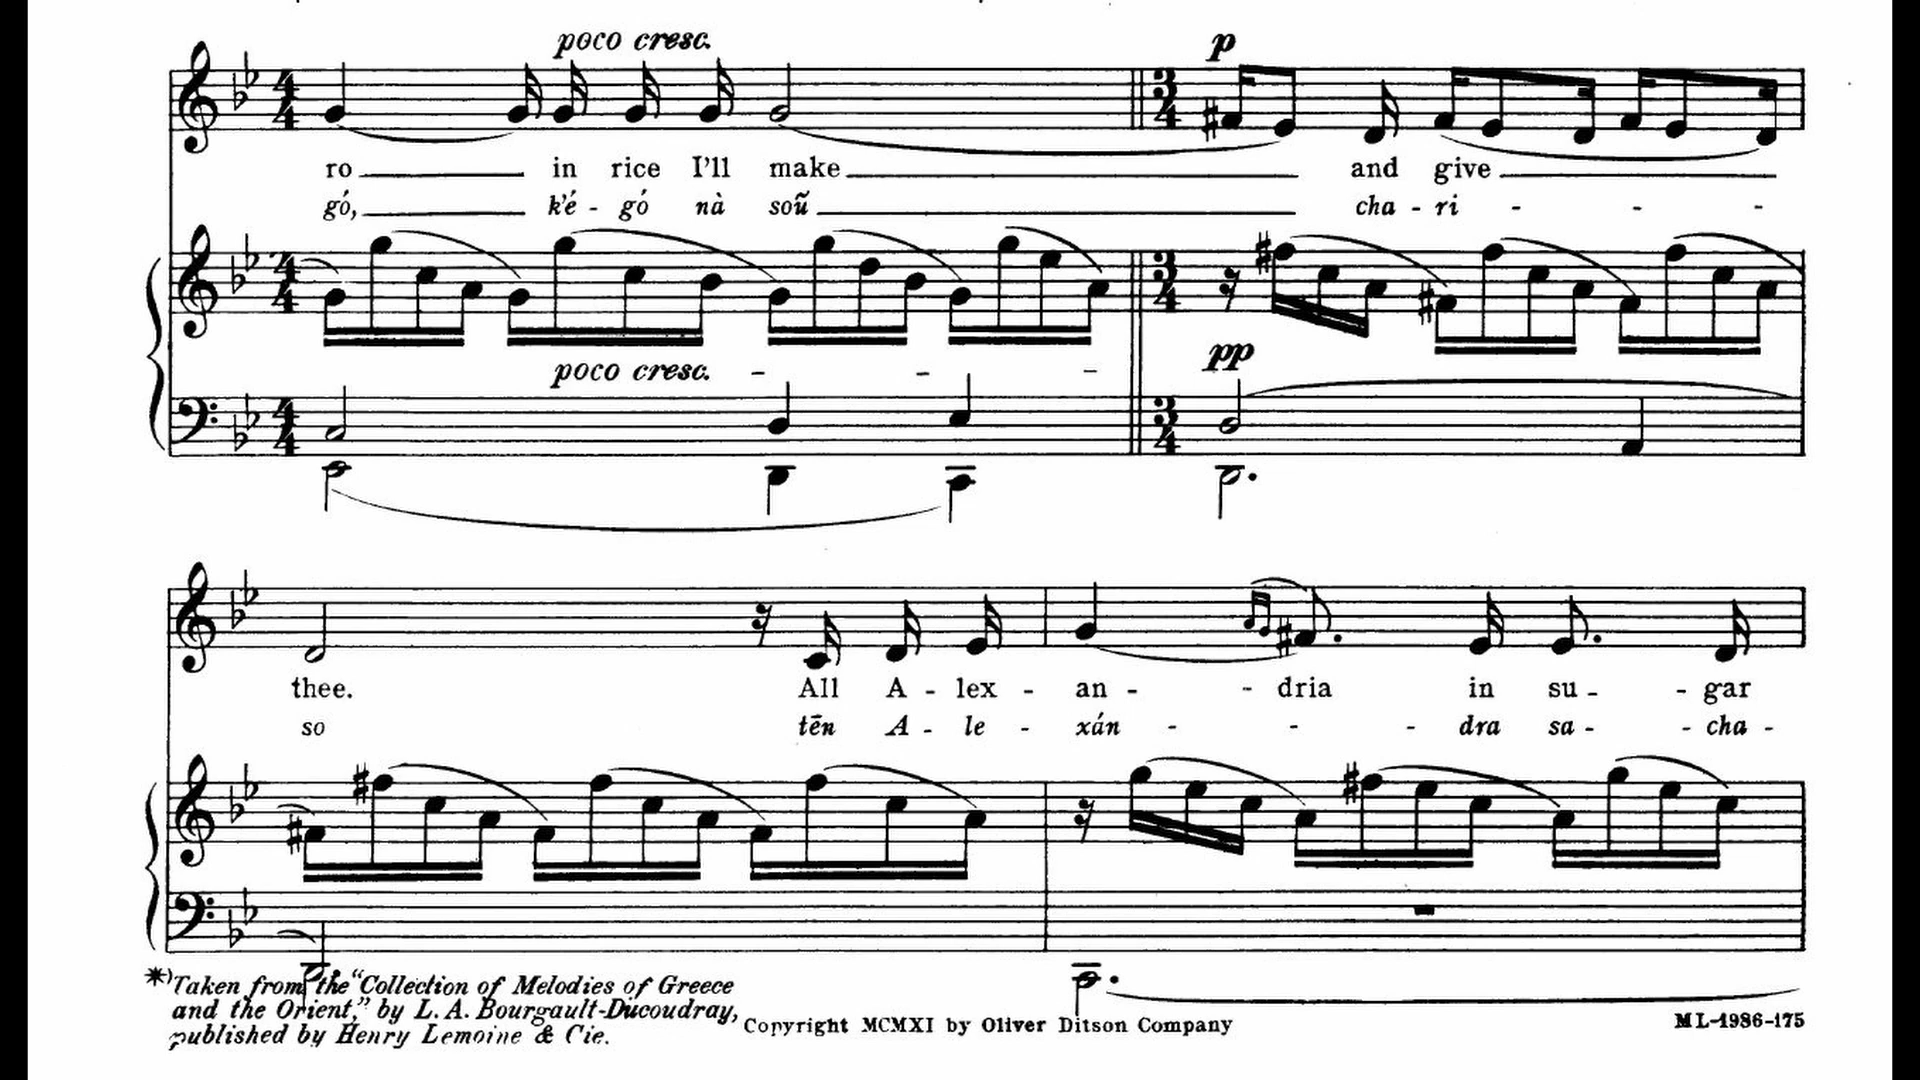 poco cresc.
p
ro in rice I'll make and give
gó, k'é - gó nà soũ cha - ri - - -
poco cresc. - - -
pp
thee. All A - lex - an - - dria in su - - gar
so tēn A - le - xán - - - dra sa - - cha -
*) Taken from the "Collection of Melodies of Greece
and the Orient," by L. A. Bourgault-Ducoudray,
published by Henry Lemoine & Cie.
Copyright MCMXI by Oliver Ditson Company
ML-1986-175